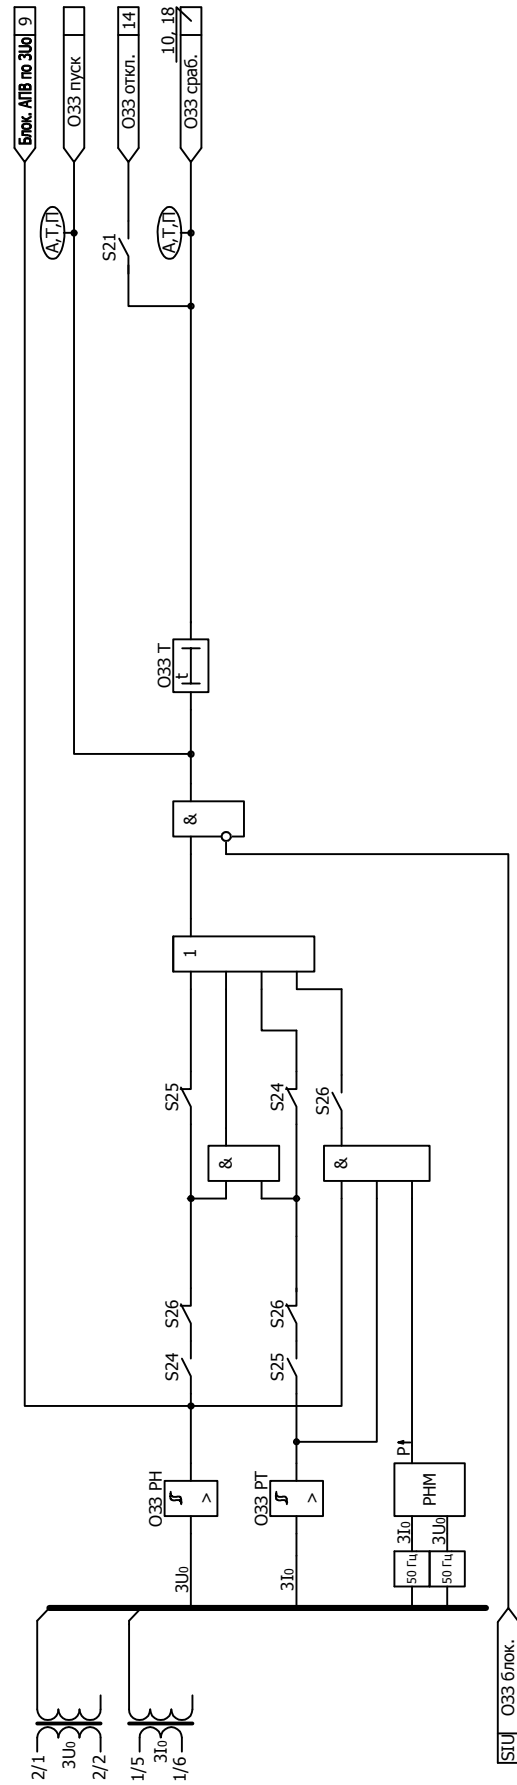 Блок. АПВ по 3U0 9
ОЗЗ пуск
ОЗЗ откл. 14
ОЗЗ сраб. 10, 18
А,Т,П
А,Т,П
S21
ОЗЗ Т
t
&
1
S25
S24
S26
&
&
S26
S26
S24
S25
ОЗЗ РН
>
ОЗЗ РТ
>
P
РНМ
3U0
3I0
3I0
3U0
50 Гц
50 Гц
2/1
3U0
2/2
1/5
3I0
1/6
SIU ОЗЗ блок.